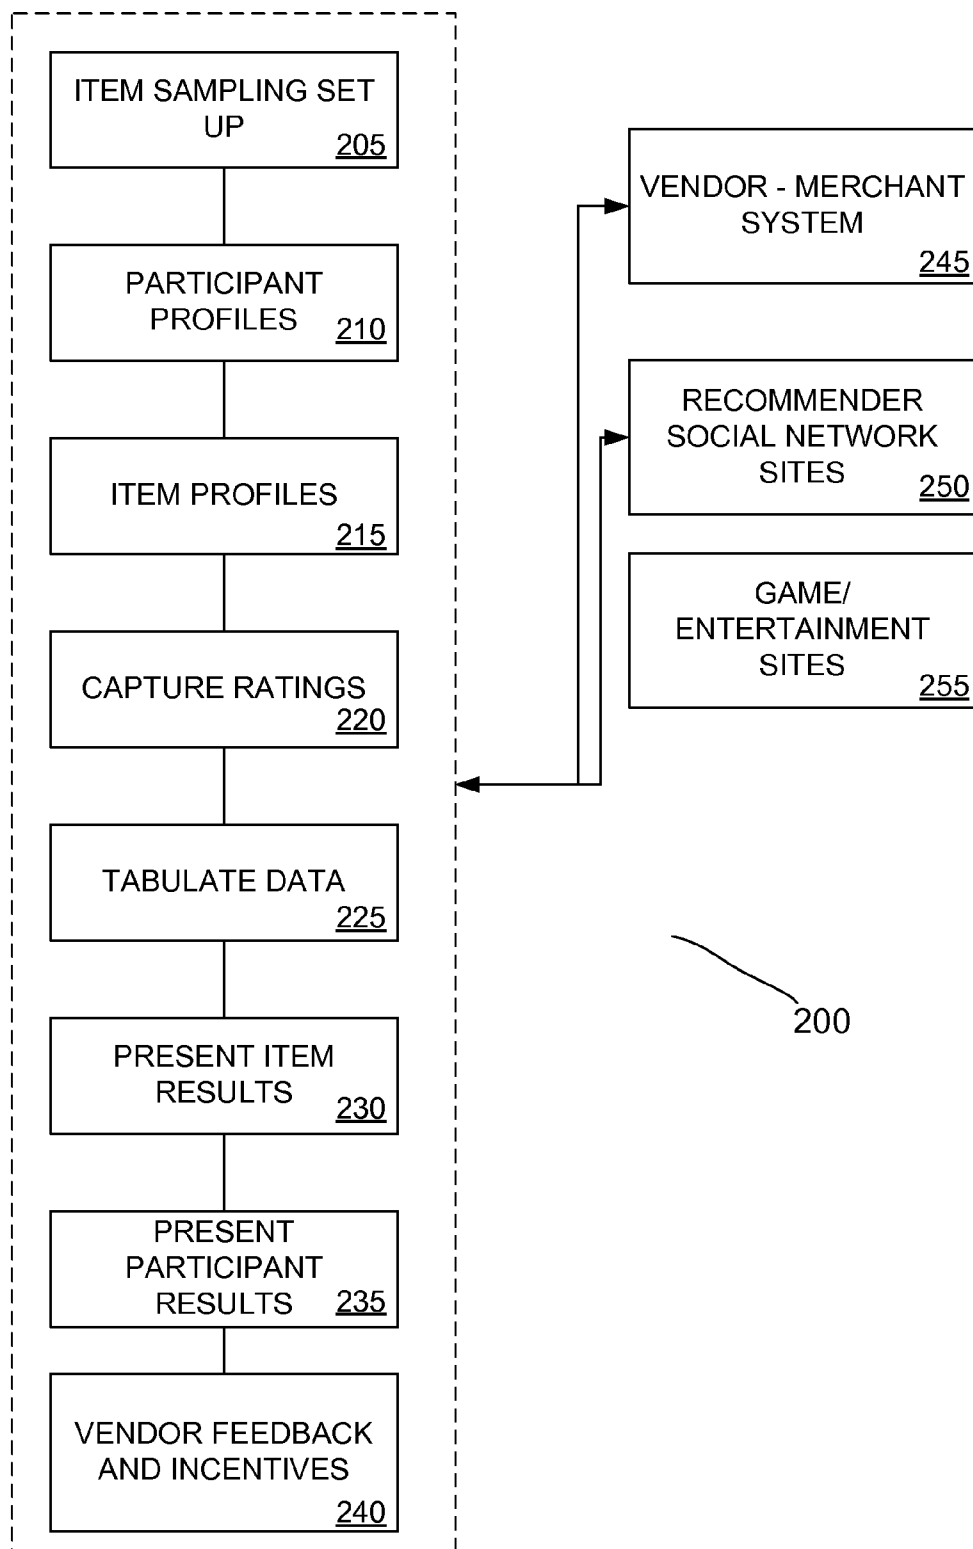 ITEM SAMPLING SET
UP
205
PARTICIPANT
PROFILES
210
ITEM PROFILES
215
CAPTURE RATINGS
220
TABULATE DATA
225
PRESENT ITEM
RESULTS
230
PRESENT
PARTICIPANT
RESULTS
235
VENDOR FEEDBACK
AND INCENTIVES
240
VENDOR - MERCHANT
SYSTEM
245
RECOMMENDER
SOCIAL NETWORK
SITES
250
GAME/
ENTERTAINMENT
SITES
255
200